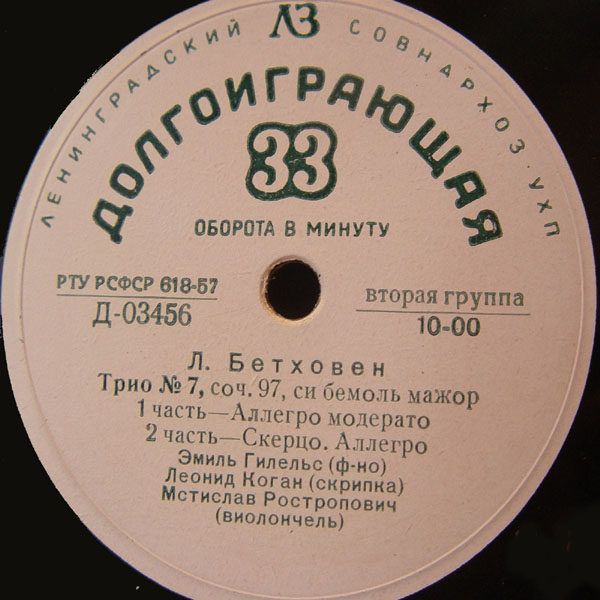 ЛЗ
ЛЕНИНГРАДСКИЙ СОВНАРХОЗ·УХП
ДОЛГОИГРАЮЩАЯ
33
ОБОРОТА В МИНУТУ
РТУ РСФСР 618-57
Д-03456
вторая группа
10-00
Л. Бетховен
Трио № 7, соч. 97, си бемоль мажор
1 часть—Аллегро модерато
2 часть—Скерцо. Аллегро
Эмиль Гилельс (ф-но)
Леонид Коган (скрипка)
Мстислав Ростропович
(виолончель)